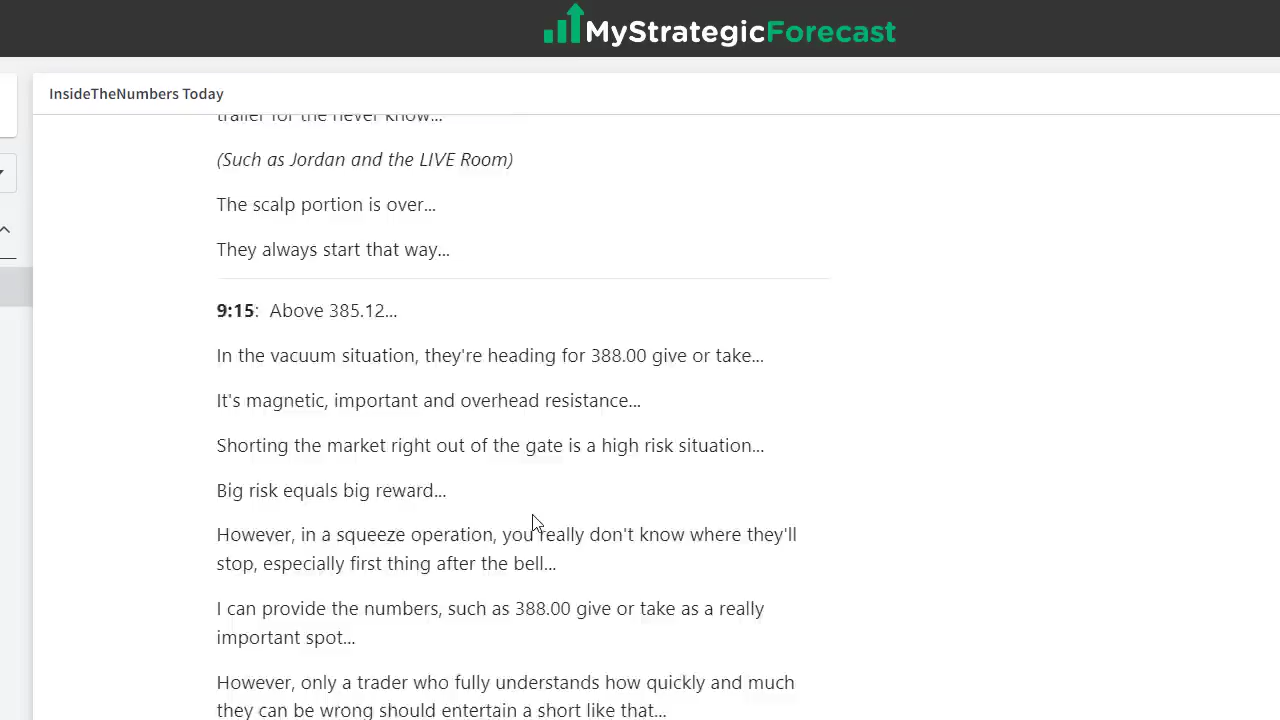 MyStrategicForecast
InsideTheNumbers Today
trailer for the never know...
(Such as Jordan and the LIVE Room)
The scalp portion is over...
They always start that way...
9:15: Above 385.12...
In the vacuum situation, they're heading for 388.00 give or take...
It's magnetic, important and overhead resistance...
Shorting the market right out of the gate is a high risk situation...
Big risk equals big reward...
However, in a squeeze operation, you really don't know where they'll
stop, especially first thing after the bell...
I can provide the numbers, such as 388.00 give or take as a really
important spot...
However, only a trader who fully understands how quickly and much
they can be wrong should entertain a short like that...